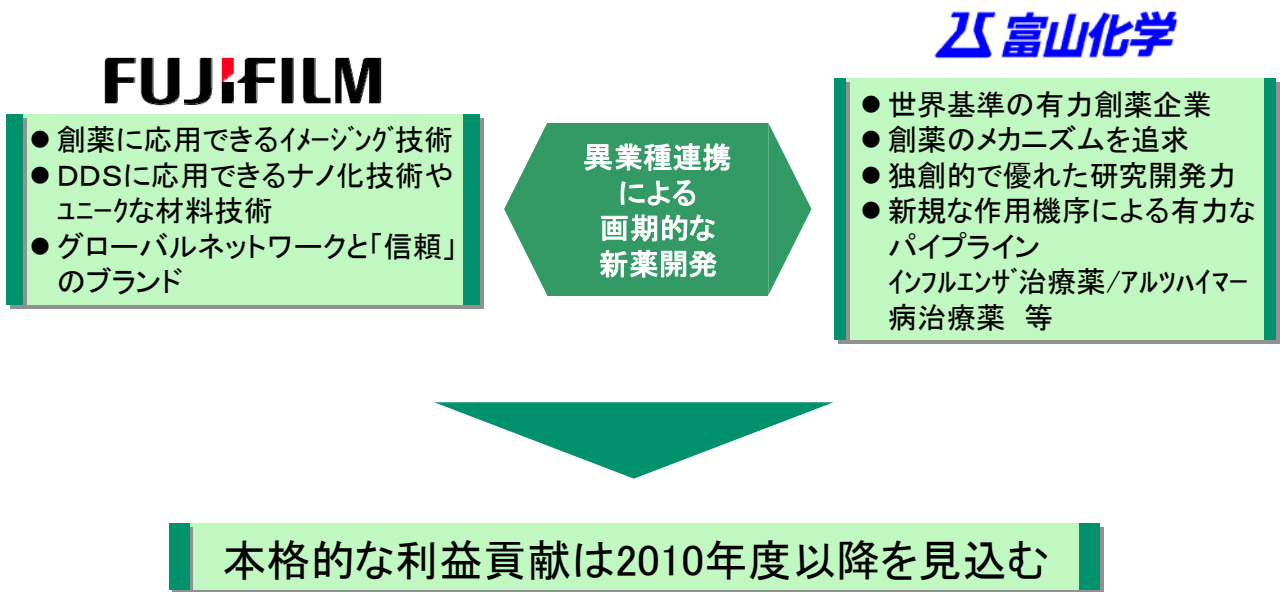 FUJIFILM
● 創薬に応用できるｲﾒｰｼﾞﾝｸﾞ技術
● DDSに応用できるナノ化技術や
ﾕﾆｰｸな材料技術
● グローバルネットワークと「信頼」
のブランド
異業種連携
による
画期的な
新薬開発
富山化学
● 世界基準の有力創薬企業
● 創薬のメカニズムを追求
● 独創的で優れた研究開発力
● 新規な作用機序による有力な
パイプライン
ｲﾝﾌﾙｴﾝｻﾞ治療薬/ｱﾙﾂﾊｲﾏｰ
病治療薬　等
本格的な利益貢献は2010年度以降を見込む